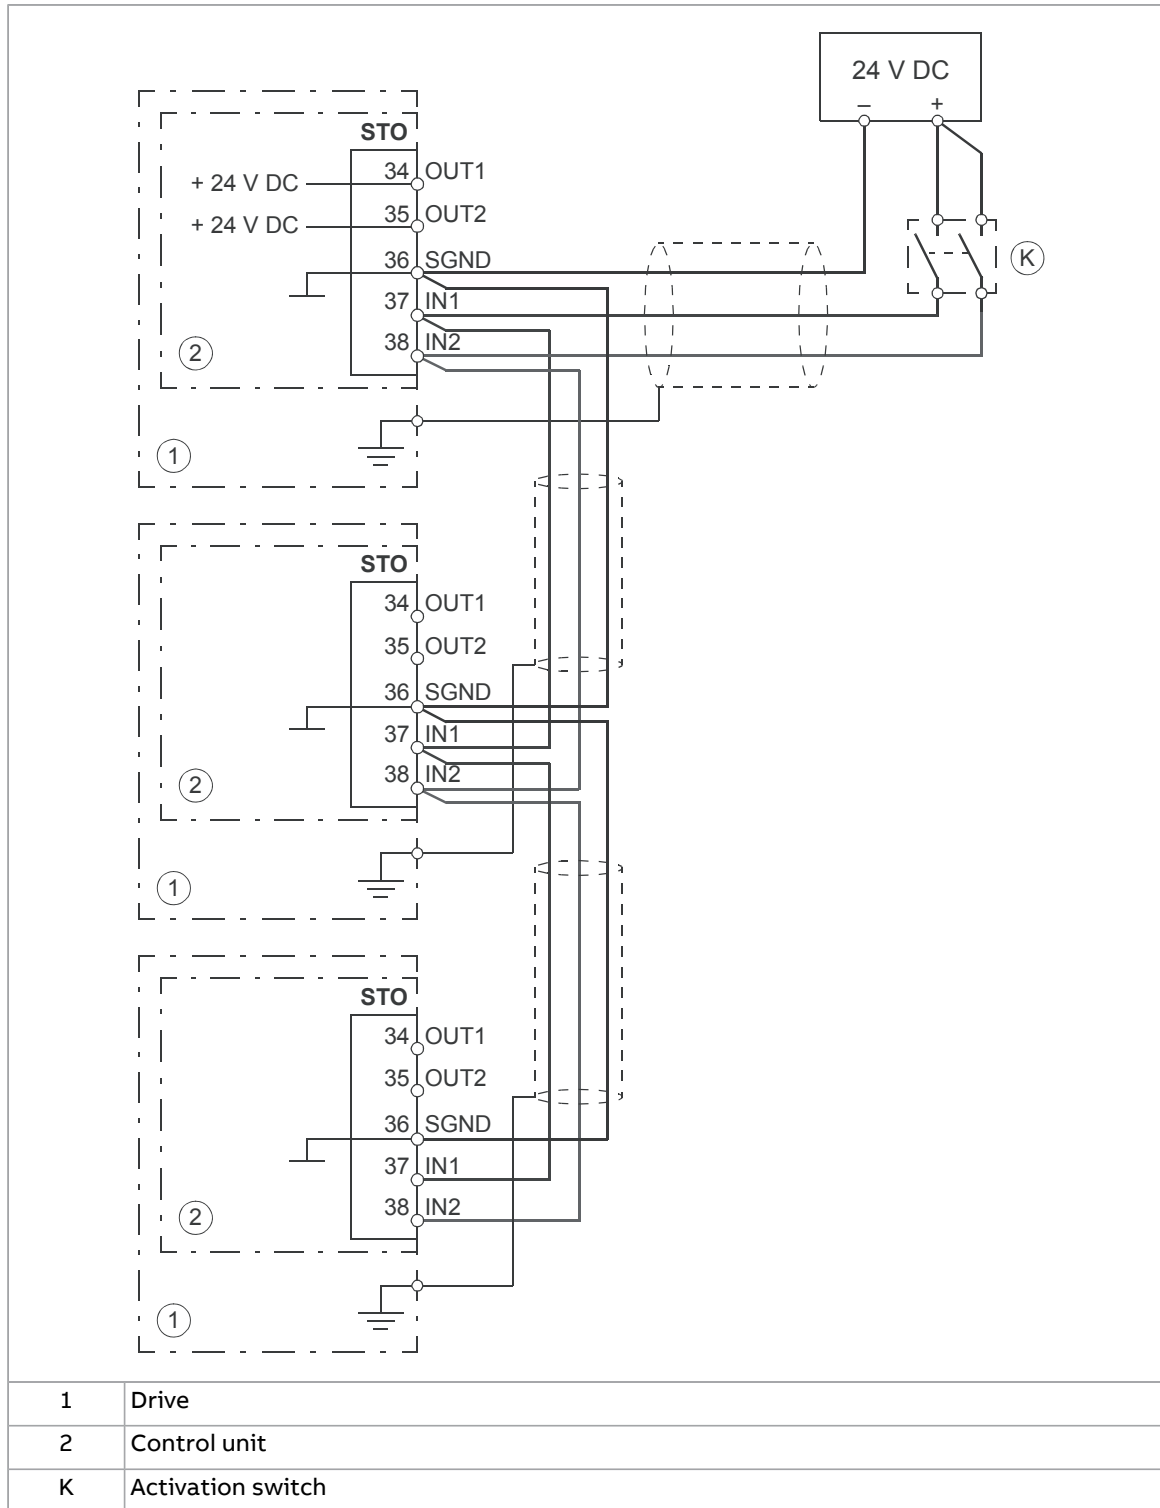 24 V DC
– +
STO
+ 24 V DC 34 OUT1
+ 24 V DC 35 OUT2
36 SGND
K
37 IN1
38 IN2
2
1
STO
34 OUT1
35 OUT2
36 SGND
37 IN1
38 IN2
2
1
STO
34 OUT1
35 OUT2
36 SGND
37 IN1
38 IN2
2
1
1 Drive
2 Control unit
K Activation switch